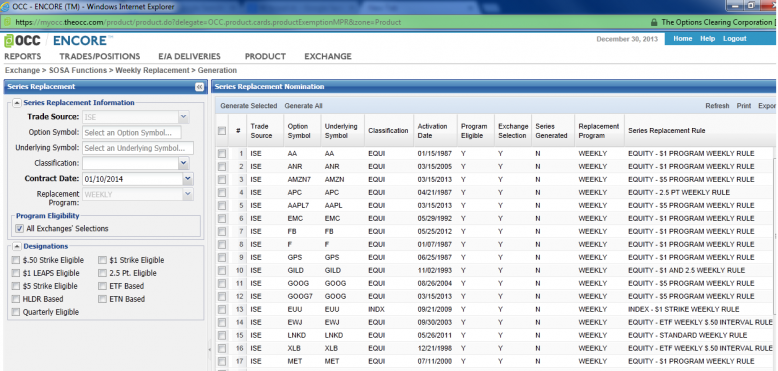 OCC - ENCORE (TM) - Windows Internet Explorer
https://myocc.theocc.com/product/product.do?delegate=OCC.product.cards.productExemptionMPR&zone=Product
The Options Clearing Corporation
OCC ENCORE™
December 30, 2013 Home Help Logout
REPORTS TRADES/POSITIONS E/A DELIVERIES PRODUCT EXCHANGE
Exchange > SOSA Functions > Weekly Replacement > Generation
Series Replacement
Series Replacement Information
Trade Source: ISE
Option Symbol: Select an Option Symbol...
Underlying Symbol: Select an Underlying Symbol...
Classification:
Contract Date: 01/10/2014
Replacement Program: WEEKLY
Program Eligibility
All Exchanges' Selections
Designations
$.50 Strike Eligible $1 Strike Eligible
$1 LEAPS Eligible 2.5 Pt. Eligible
$5 Strike Eligible ETF Based
HLDR Based ETN Based
Quarterly Eligible
Series Replacement Nomination
Generate Selected Generate All Refresh Print Expor
# Trade Source Option Symbol Underlying Symbol Classification Activation Date Program Eligible Exchange Selection Series Generated Replacement Program Series Replacement Rule
1 ISE AA AA EQUI 01/15/1987 Y Y N WEEKLY EQUITY - $1 PROGRAM WEEKLY RULE
2 ISE ANR ANR EQUI 03/15/2005 Y Y N WEEKLY EQUITY - $1 PROGRAM WEEKLY RULE
3 ISE AMZN7 AMZN EQUI 03/15/2013 Y Y N WEEKLY EQUITY - $5 PROGRAM WEEKLY RULE
4 ISE APC APC EQUI 04/21/1987 Y Y N WEEKLY EQUITY - 2.5 PT WEEKLY RULE
5 ISE AAPL7 AAPL EQUI 03/15/2013 Y Y N WEEKLY EQUITY - $5 PROGRAM WEEKLY RULE
6 ISE EMC EMC EQUI 05/29/1992 Y Y N WEEKLY EQUITY - $1 PROGRAM WEEKLY RULE
7 ISE FB FB EQUI 05/25/2012 Y Y N WEEKLY EQUITY - $1 PROGRAM WEEKLY RULE
8 ISE F F EQUI 01/07/1987 Y Y N WEEKLY EQUITY - $1 PROGRAM WEEKLY RULE
9 ISE GPS GPS EQUI 06/25/1987 Y Y N WEEKLY EQUITY - $1 PROGRAM WEEKLY RULE
10 ISE GILD GILD EQUI 11/02/1993 Y Y N WEEKLY EQUITY - $1 AND 2.5 WEEKLY RULE
11 ISE GOOG GOOG EQUI 08/26/2004 Y Y N WEEKLY EQUITY - $5 PROGRAM WEEKLY RULE
12 ISE GOOG7 GOOG EQUI 03/15/2013 Y Y N WEEKLY EQUITY - $5 PROGRAM WEEKLY RULE
13 ISE EUU EUU INDX 09/21/2009 Y Y N WEEKLY INDEX - $1 STRIKE WEEKLY RULE
14 ISE EWJ EWJ EQUI 09/30/2003 Y Y N WEEKLY EQUITY - ETF WEEKLY $.50 INTERVAL RULE
15 ISE LNKD LNKD EQUI 05/26/2011 Y Y N WEEKLY EQUITY - STANDARD WEEKLY RULE
16 ISE XLB XLB EQUI 12/21/1998 Y Y N WEEKLY EQUITY - ETF WEEKLY $.50 INTERVAL RULE
17 ISE MET MET EQUI 07/11/2000 Y Y N WEEKLY EQUITY - $1 PROGRAM WEEKLY RULE